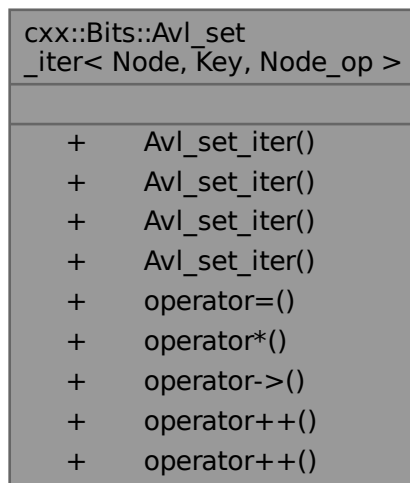 cxx::Bits::Avl_set
_iter< Node, Key, Node_op >
+ Avl_set_iter()
+ Avl_set_iter()
+ Avl_set_iter()
+ Avl_set_iter()
+ operator=()
+ operator*()
+ operator->()
+ operator++()
+ operator++()